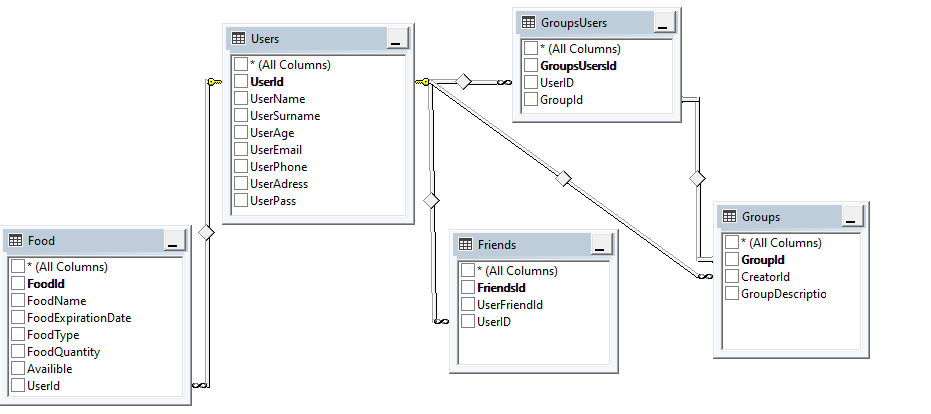 Users
* (All Columns)
UserId
UserName
UserSurname
UserAge
UserEmail
UserPhone
UserAdress
UserPass
GroupsUsers
* (All Columns)
GroupsUsersId
UserID
GroupId
Food
* (All Columns)
FoodId
FoodName
FoodExpirationDate
FoodType
FoodQuantity
Availible
UserId
Friends
* (All Columns)
FriendsId
UserFriendId
UserID
Groups
* (All Columns)
GroupId
CreatorId
GroupDescriptio